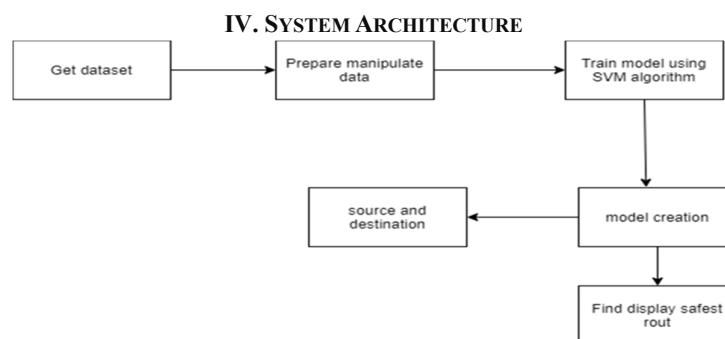 IV. SYSTEM ARCHITECTURE
Get dataset
Prepare manipulate
data
Train model using
SVM algorithm
source and
destination
model creation
Find display safest
rout